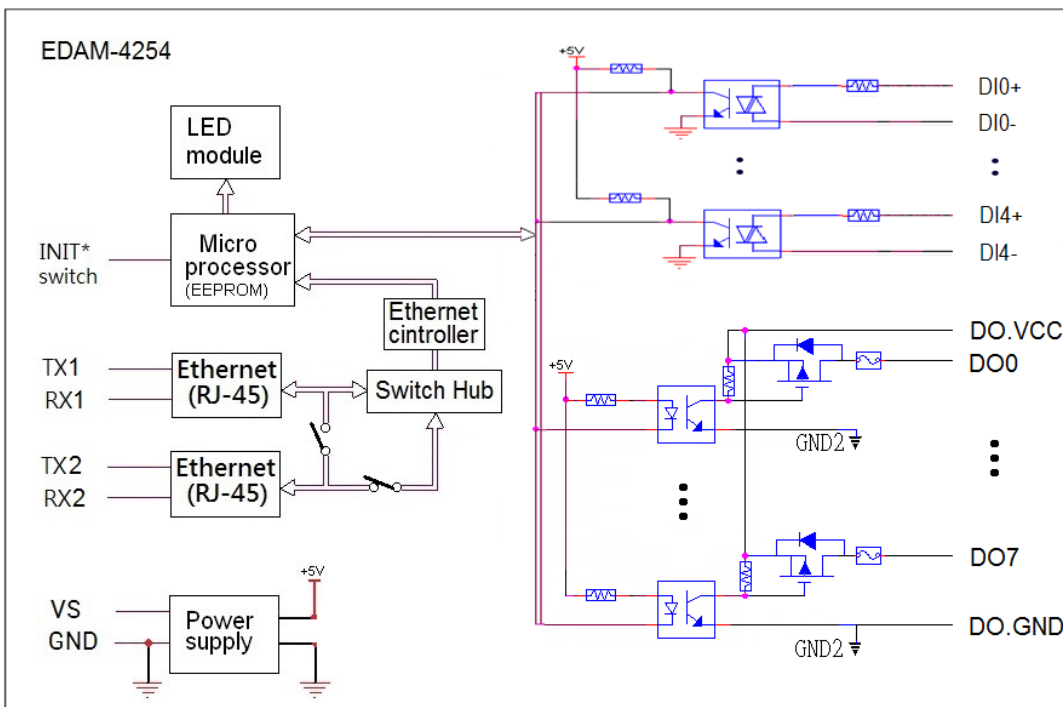 EDAM-4254
LED
module
INIT*
switch
Micro
processor
(EEPROM)
Ethernet
cintroller
TX1
RX1
Ethernet
(RJ-45)
Switch Hub
TX2
RX2
Ethernet
(RJ-45)
VS
GND
Power
supply
+5V
+5V
DI0+
DI0-
DI4+
DI4-
+5V
DO.VCC
DO0
GND2
DO7
DO.GND
GND2